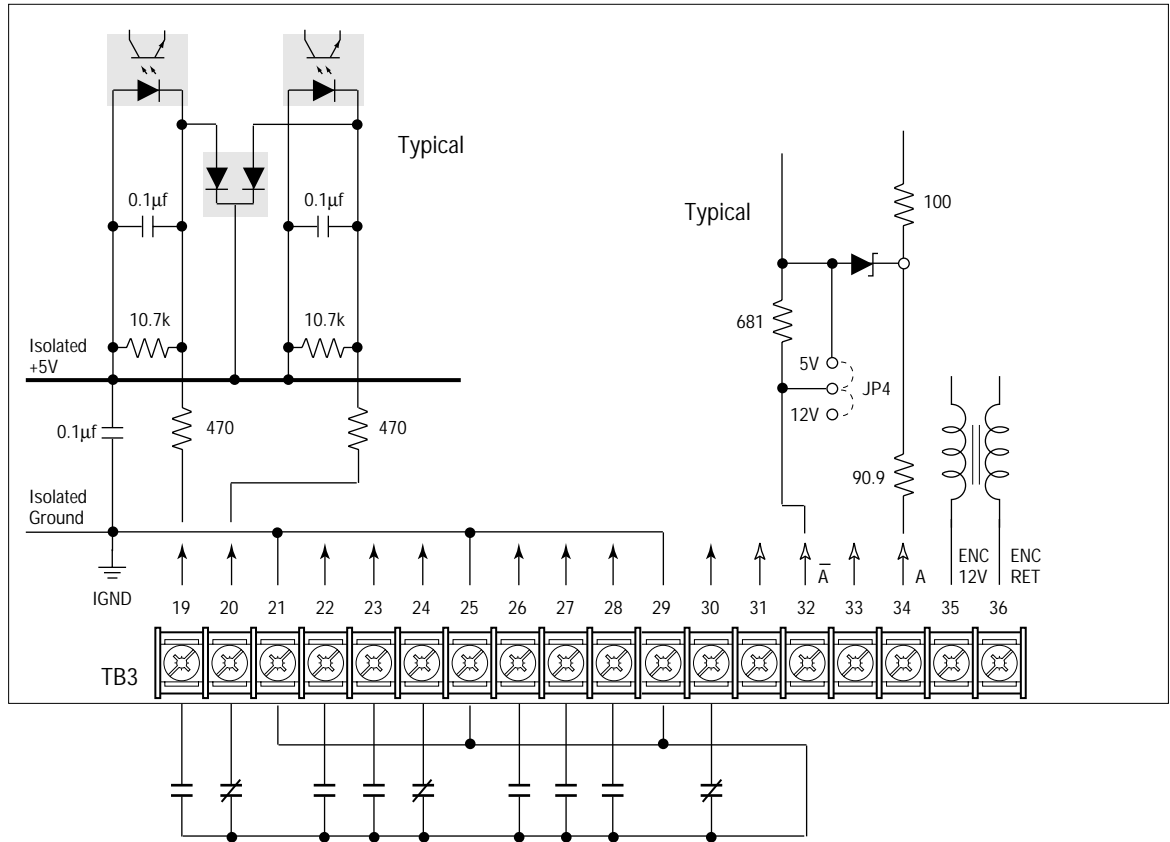 Typical
0.1µf
0.1µf
Typical
100
10.7k
10.7k
681
Isolated
+5V
5V
JP4
12V
0.1µf
470
470
90.9
Isolated
Ground
IGND
A̅
A
ENC
12V
ENC
RET
19 20 21 22 23 24 25 26 27 28 29 30 31 32 33 34 35 36
TB3